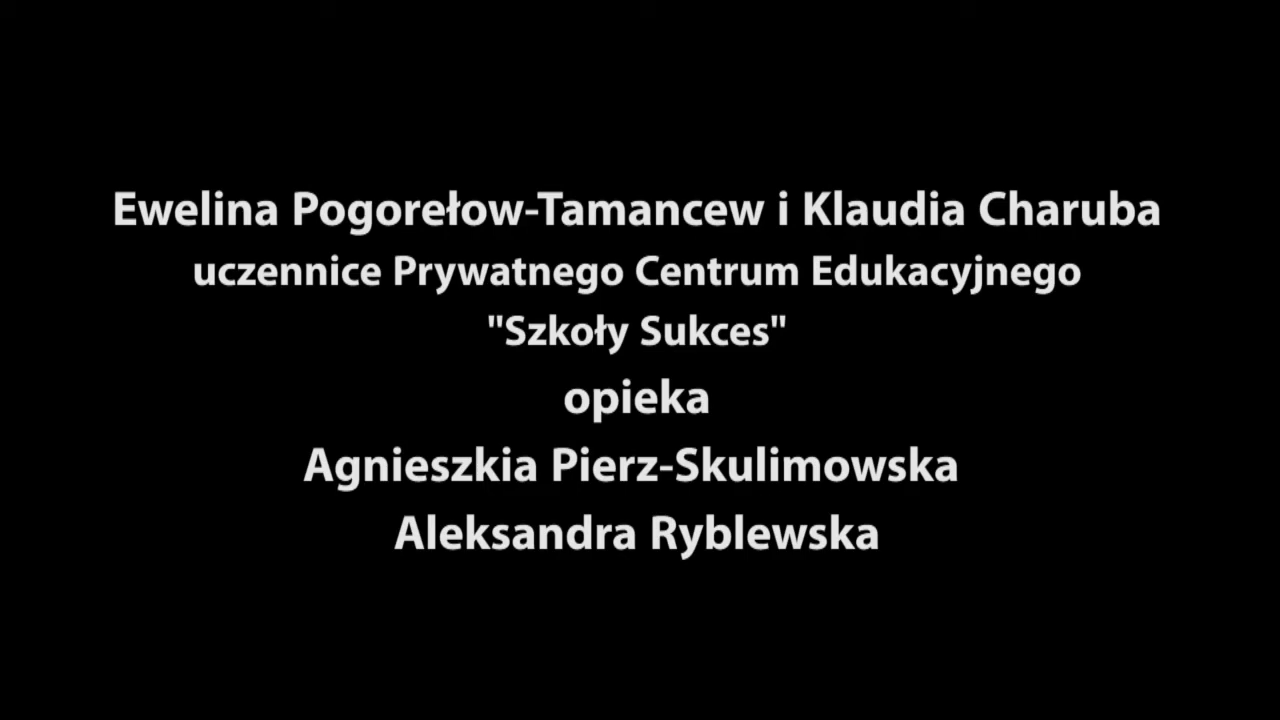 Ewelina Pogorełow-Tamancew i Klaudia Charuba
uczennice Prywatnego Centrum Edukacyjnego
"Szkoły Sukces"
opieka
Agnieszkia Pierz-Skulimowska
Aleksandra Ryblewska